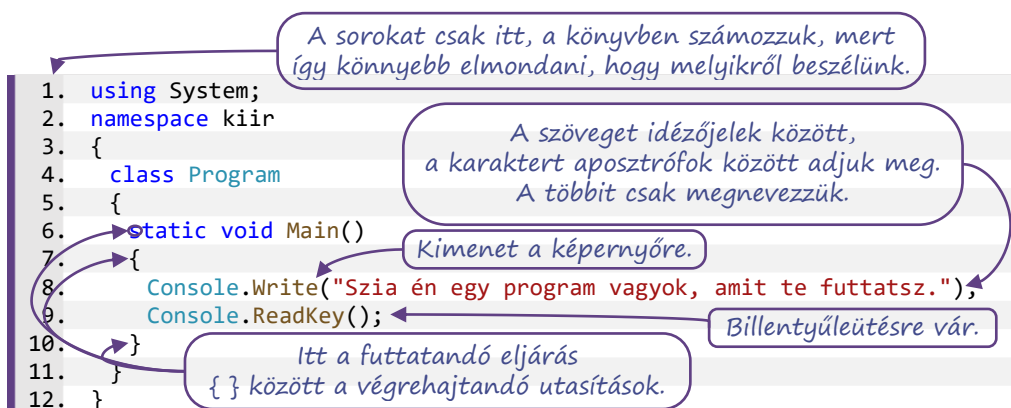 A sorokat csak itt, a könyvben számozzuk, mert
így könnyebb elmondani, hogy melyikről beszélünk.
1. using System;
2. namespace kiir
3. {
A szöveget idézőjelek között,
a karaktert aposztrófok között adjuk meg.
A többit csak megnevezzük.
4. class Program
5. {
6. static void Main()
Kimenet a képernyőre.
7. {
8. Console.Write("Szia én egy program vagyok, amit te futtatsz.");
9. Console.ReadKey();
Billentyűleütésre vár.
10. }
Itt a futtatandó eljárás
{ } között a végrehajtandó utasítások.
11. }
12. }